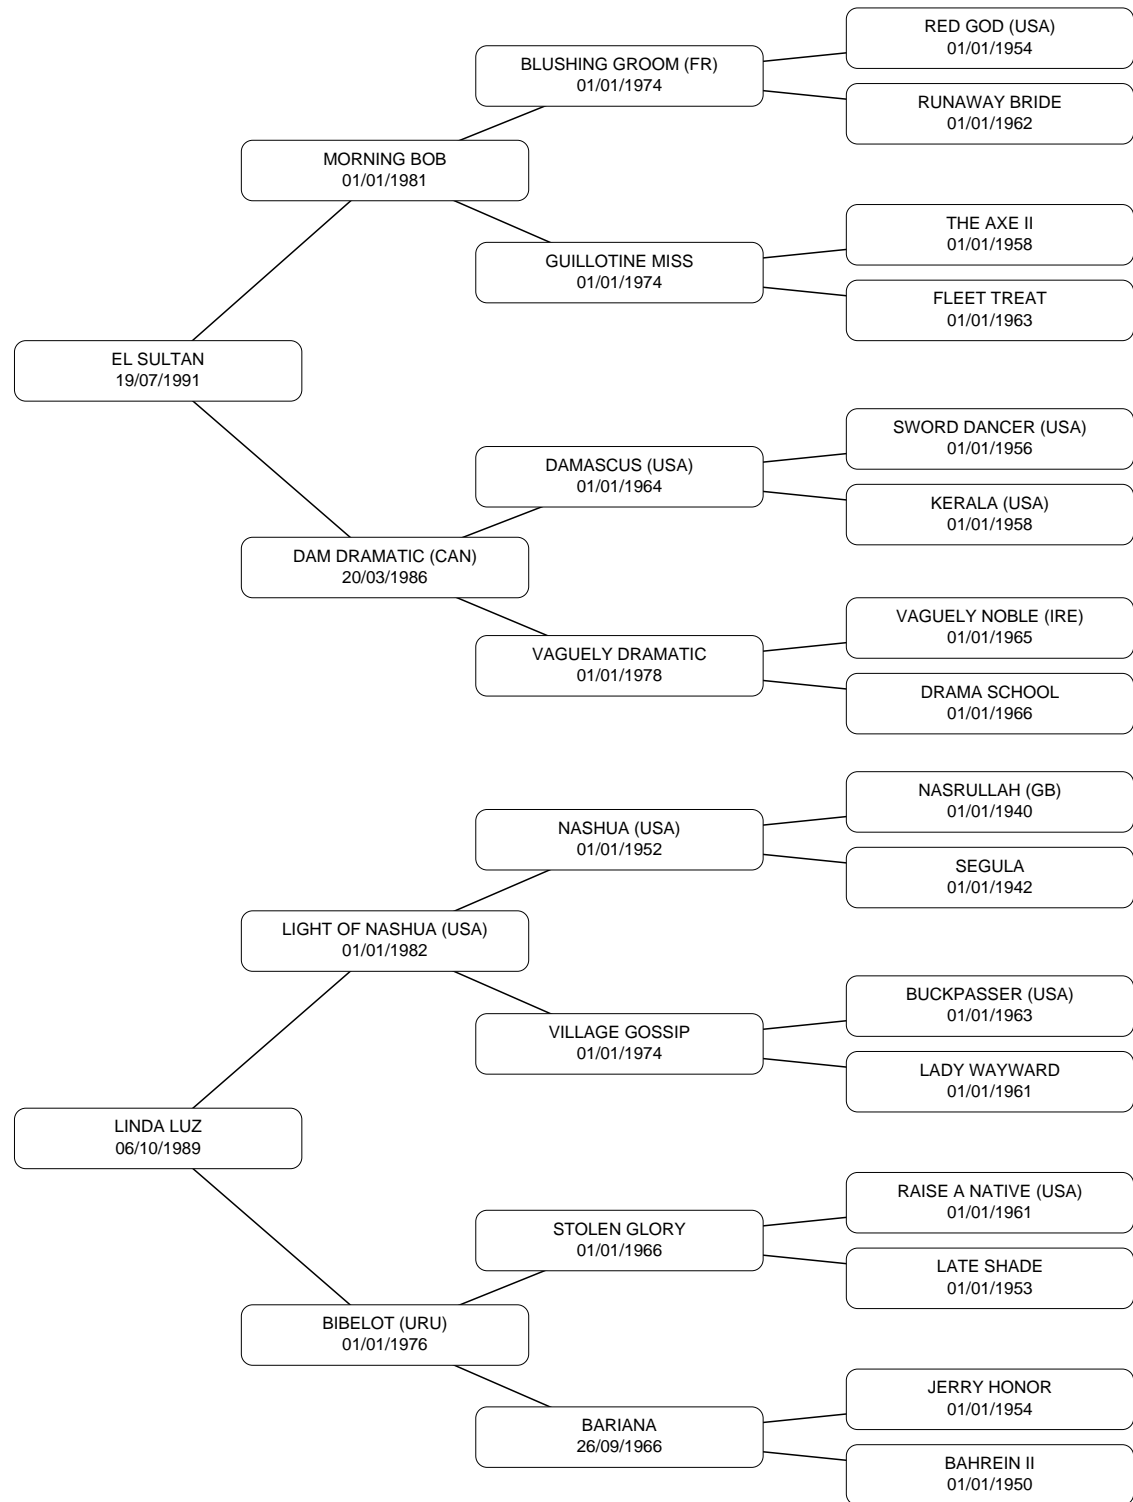 RED GOD (USA)
01/01/1954
BLUSHING GROOM (FR)
01/01/1974
RUNAWAY BRIDE
01/01/1962
MORNING BOB
01/01/1981
THE AXE II
01/01/1958
GUILLOTINE MISS
01/01/1974
FLEET TREAT
01/01/1963
EL SULTAN
19/07/1991
SWORD DANCER (USA)
01/01/1956
DAMASCUS (USA)
01/01/1964
KERALA (USA)
01/01/1958
DAM DRAMATIC (CAN)
20/03/1986
VAGUELY NOBLE (IRE)
01/01/1965
VAGUELY DRAMATIC
01/01/1978
DRAMA SCHOOL
01/01/1966
NASRULLAH (GB)
01/01/1940
NASHUA (USA)
01/01/1952
SEGULA
01/01/1942
LIGHT OF NASHUA (USA)
01/01/1982
BUCKPASSER (USA)
01/01/1963
VILLAGE GOSSIP
01/01/1974
LADY WAYWARD
01/01/1961
LINDA LUZ
06/10/1989
RAISE A NATIVE (USA)
01/01/1961
STOLEN GLORY
01/01/1966
LATE SHADE
01/01/1953
BIBELOT (URU)
01/01/1976
JERRY HONOR
01/01/1954
BARIANA
26/09/1966
BAHREIN II
01/01/1950